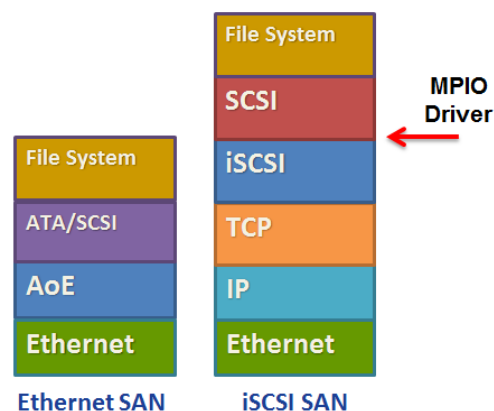 File System
ATA/SCSI
AoE
Ethernet
Ethernet SAN
File System
SCSI
iSCSI
TCP
IP
Ethernet
iSCSI SAN
MPIO
Driver